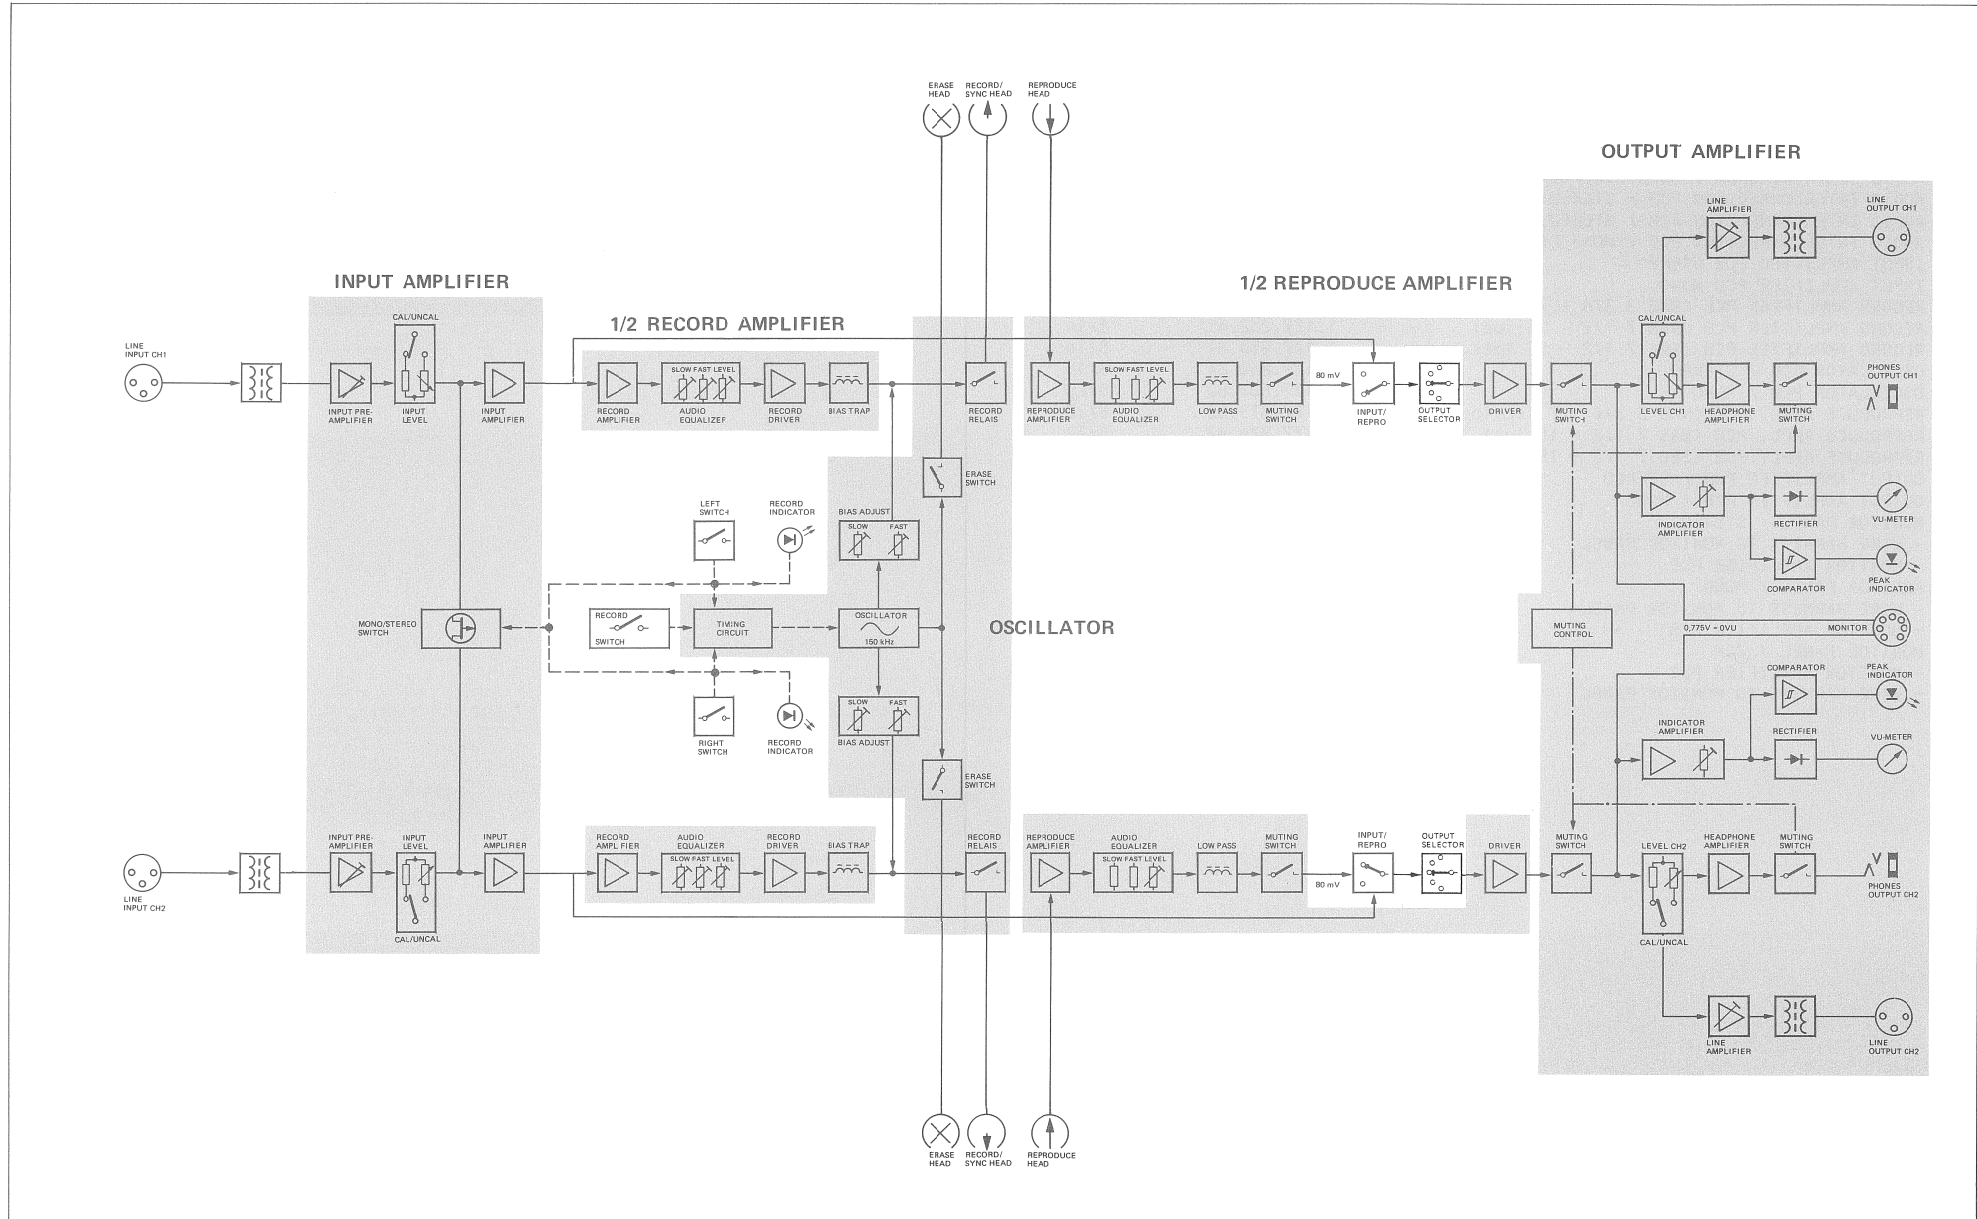 ERASE
HEAD
RECORD/
SYNC HEAD
REPRODUCE
HEAD
OUTPUT AMPLIFIER
LINE
AMPLIFIER
LINE
OUTPUT CH1
INPUT AMPLIFIER
1/2 REPRODUCE AMPLIFIER
CAL/UNCAL
1/2 RECORD AMPLIFIER
CAL/UNCAL
LINE
INPUT CH1
INPUT PRE-
AMPLIFIER
INPUT
LEVEL
INPUT
AMPLIFIER
RECORD
AMPLIFIER
SLOW FAST LEVEL
AUDIO
EQUALIZER
RECORD
DRIVER
BIAS TRAP
RECORD
RELAIS
REPRODUCE
AMPLIFIER
SLOW FAST LEVEL
AUDIO
EQUALIZER
LOW PASS
MUTING
SWITCH
80 mV
INPUT/
REPRO
OUTPUT
SELECTOR
DRIVER
MUTING
SWITCH
LEVEL CH1
HEADPHONE
AMPLIFIER
MUTING
SWITCH
PHONES
OUTPUT CH1
ERASE
SWITCH
LEFT
SWITCH
RECORD
INDICATOR
BIAS ADJUST
SLOW
FAST
INDICATOR
AMPLIFIER
RECTIFIER
VU-METER
COMPARATOR
PEAK
INDICATOR
MONO/STEREO
SWITCH
RECORD
SWITCH
TIMING
CIRCUIT
OSCILLATOR
150 kHz
OSCILLATOR
MUTING
CONTROL
0,775V = 0VU
MONITOR
RIGHT
SWITCH
RECORD
INDICATOR
SLOW
FAST
BIAS ADJUST
ERASE
SWITCH
COMPARATOR
PEAK
INDICATOR
INDICATOR
AMPLIFIER
RECTIFIER
VU-METER
LINE
INPUT CH2
INPUT PRE-
AMPLIFIER
INPUT
LEVEL
CAL/UNCAL
INPUT
AMPLIFIER
RECORD
AMPLIFIER
AUDIO
EQUALIZER
SLOW FAST LEVEL
RECORD
DRIVER
BIAS TRAP
RECORD
RELAIS
REPRODUCE
AMPLIFIER
AUDIO
EQUALIZER
SLOW FAST LEVEL
LOW PASS
MUTING
SWITCH
80 mV
INPUT/
REPRO
OUTPUT
SELECTOR
DRIVER
MUTING
SWITCH
LEVEL CH2
CAL/UNCAL
HEADPHONE
AMPLIFIER
MUTING
SWITCH
PHONES
OUTPUT CH2
LINE
AMPLIFIER
LINE
OUTPUT CH2
ERASE
HEAD
RECORD/
SYNC HEAD
REPRODUCE
HEAD